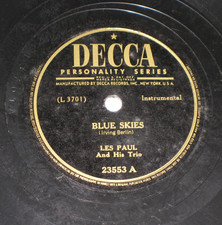 DECCA
PERSONALITY SERIES
MANUFACTURED BY DECCA RECORDS, INC., NEW YORK, U.S.A.
(L 3701)
Instrumental
BLUE SKIES
(Irving Berlin)
LES PAUL
And His Trio
23553 A